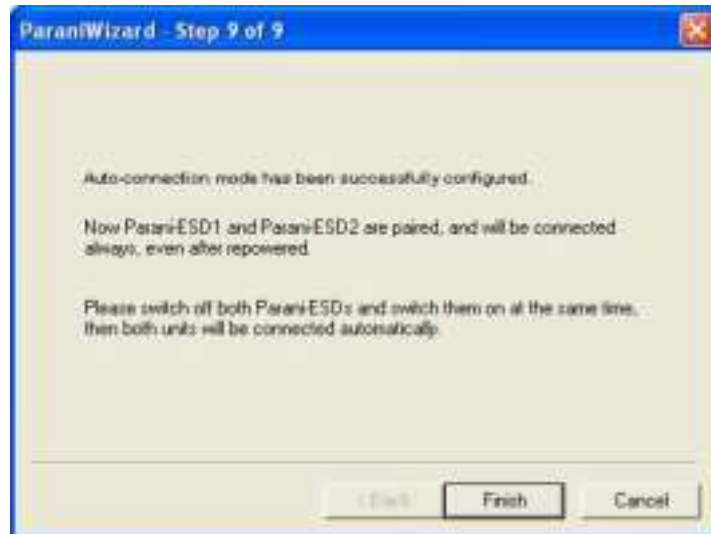 ParaniWizard - Step 9 of 9
Auto-connection mode has been successfully configured.
Now Parani-ESD1 and Parani-ESD2 are paired, and will be connected
always, even after repowered.
Please switch off both Parani-ESDs and switch them on at the same time,
then both units will be connected automatically.
< Back
Finish
Cancel